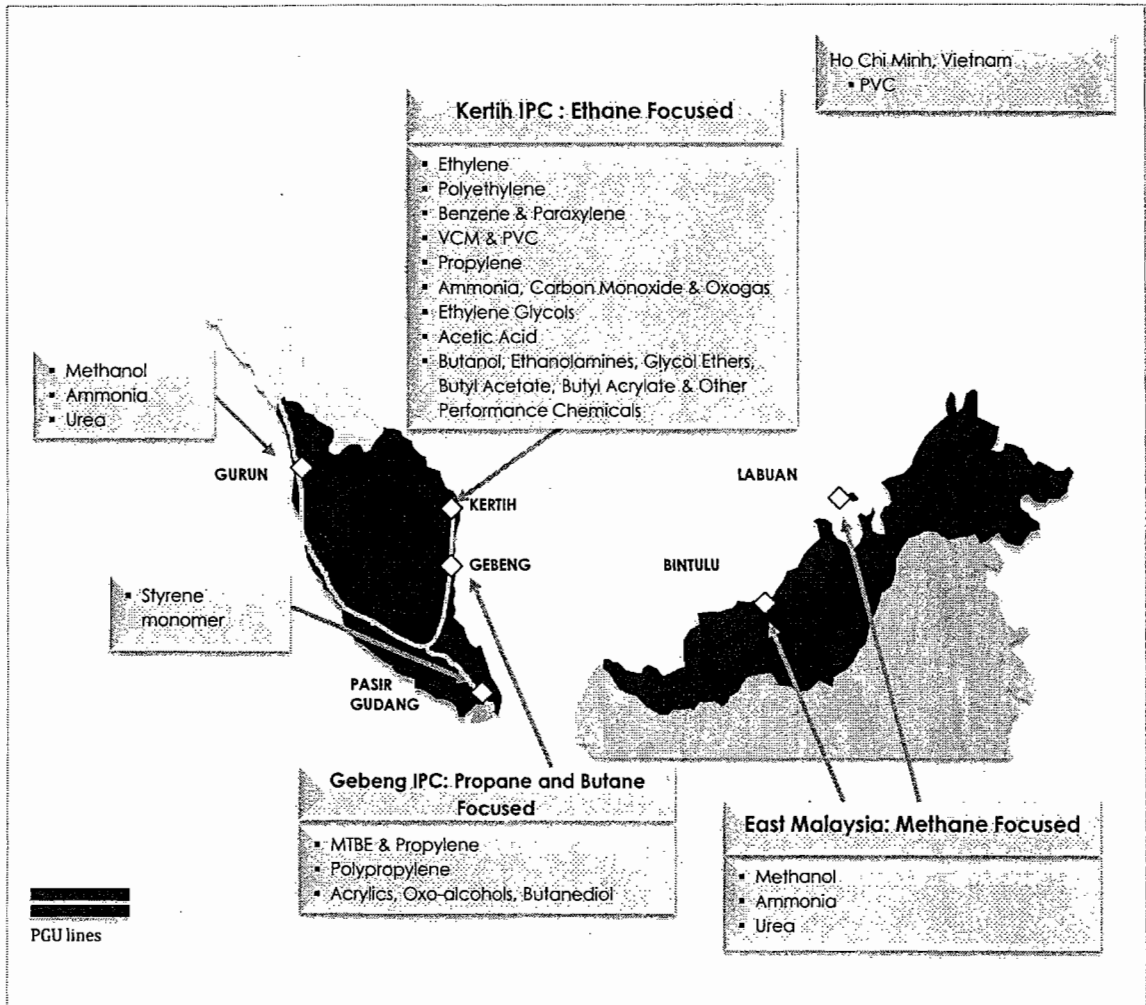 Ho Chi Minh, Vietnam
▪ PVC
Kertih IPC : Ethane Focused
▪ Ethylene
▪ Polyethylene
▪ Benzene & Paraxylene
▪ VCM & PVC
▪ Propylene
▪ Ammonia, Carbon Monoxide & Oxogas
▪ Ethylene Glycols
▪ Acetic Acid
▪ Butanol, Ethanolamines, Glycol Ethers,
Butyl Acetate, Butyl Acrylate & Other
Performance Chemicals
▪ Methanol
▪ Ammonia
▪ Urea
GURUN
KERTIH
GEBENG
LABUAN
BINTULU
▪ Styrene
monomer
PASIR
GUDANG
Gebeng IPC: Propane and Butane
Focused
▪ MTBE & Propylene
▪ Polypropylene
▪ Acrylics, Oxo-alcohols, Butanediol
East Malaysia: Methane Focused
▪ Methanol
▪ Ammonia
▪ Urea
PGU lines